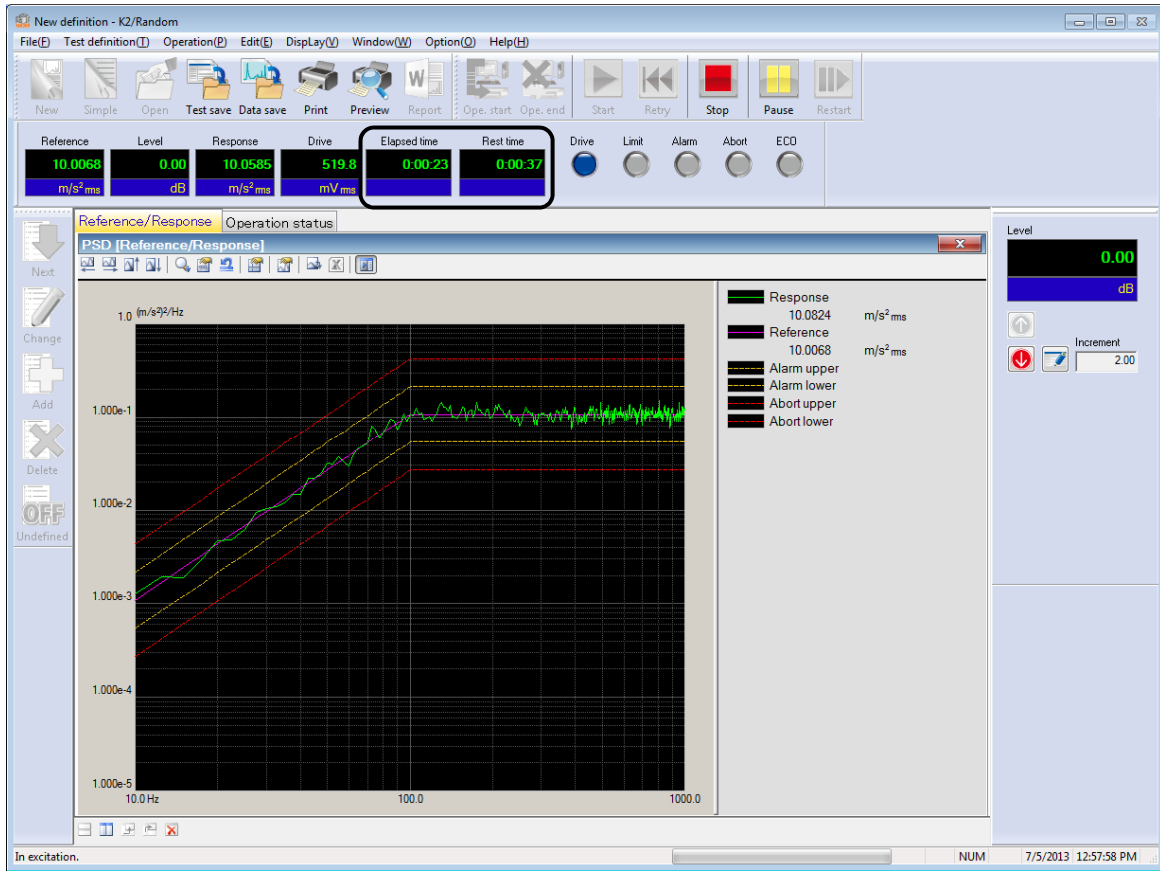 New definition - K2/Random
File(F) Test definition(T) Operation(P) Edit(E) DispLay(V) Window(W) Option(O) Help(H)
New Simple Open Test save Data save Print Preview Report Ope. start Ope. end Start Retry Stop Pause Restart
Reference Level Response Drive Elapsed time Rest time Drive Limit Alarm Abort ECO
10.0068 0.00 10.0585 519.8 0:00:23 0:00:37
m/s² rms dB m/s² rms mV rms
Reference/Response Operation status
PSD [Reference/Response]
Next
Change
Add
Delete
OFF
Undefined
1.0 (m/s²)²/Hz
1.000e-1
1.000e-2
1.000e-3
1.000e-4
1.000e-5
10.0 Hz 100.0 1000.0
Response
10.0824 m/s² rms
Reference
10.0068 m/s² rms
Alarm upper
Alarm lower
Abort upper
Abort lower
Level
0.00
dB
Increment
2.00
In excitation. NUM 7/5/2013 12:57:58 PM